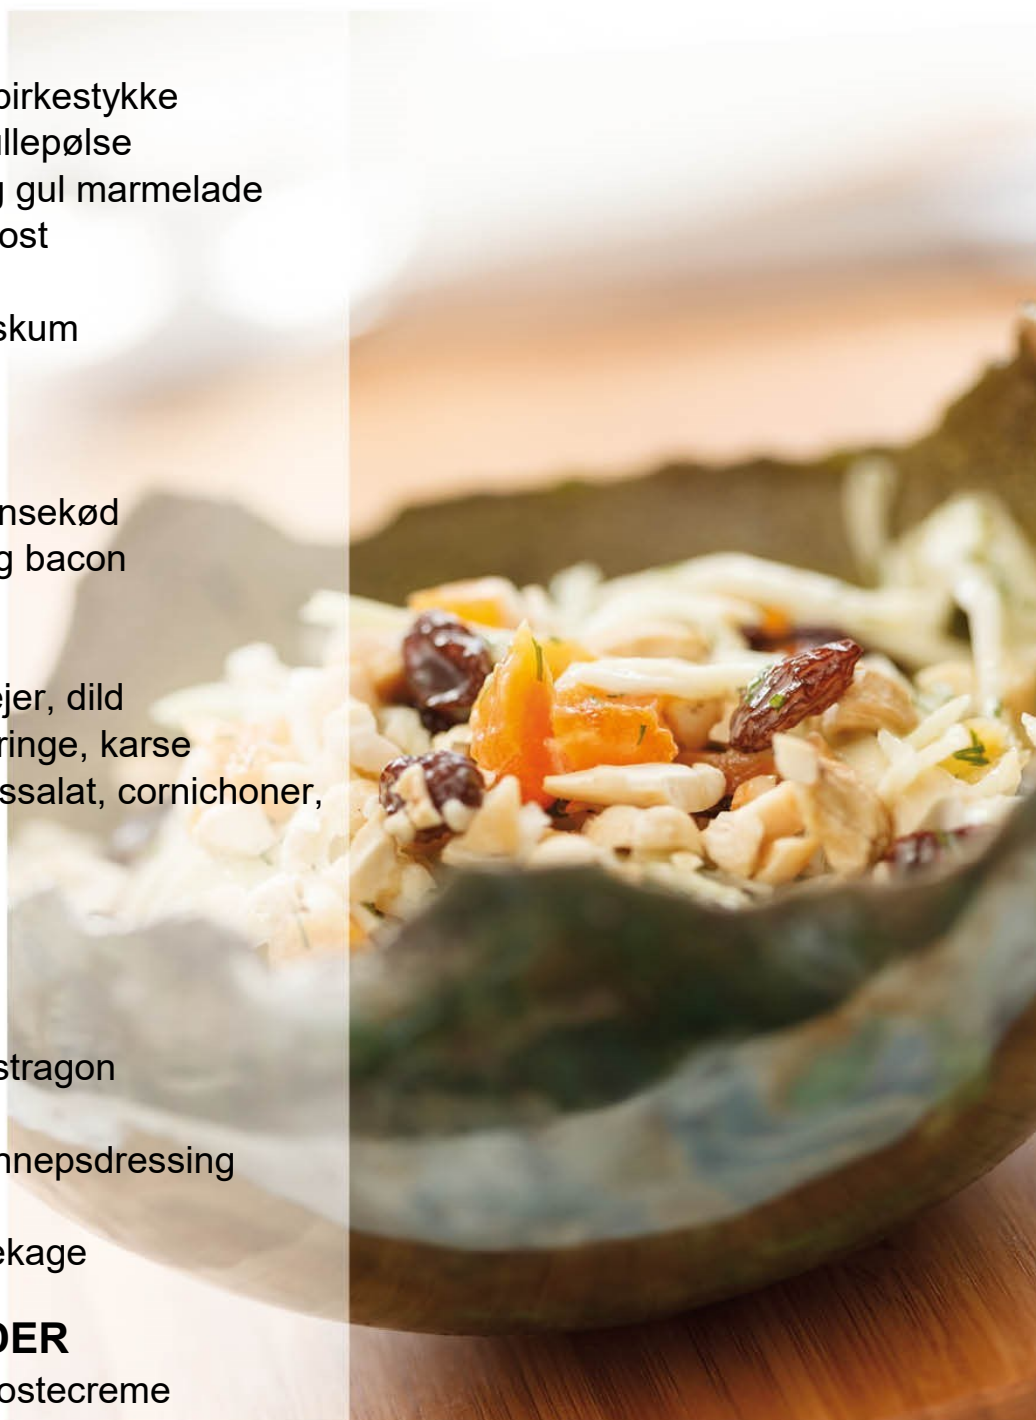 birkestykke
llepølse
gul marmelade
ost
skum
nsekød
g bacon
ejer, dild
ringe, karse
ssalat, cornichoner,
stragon
nnepsdressing
ekage
DER
ostecreme